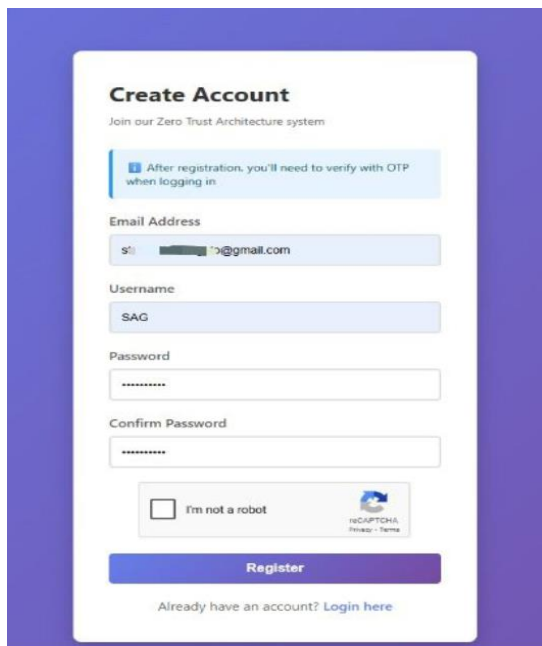 Create Account
Join our Zero Trust Architecture system
ℹ After registration, you'll need to verify with OTP
when logging in
Email Address
@gmail.com
Username
SAG
Password
••••••••••
Confirm Password
••••••••••
I'm not a robot
reCAPTCHA
Privacy - Terms
Register
Already have an account? Login here